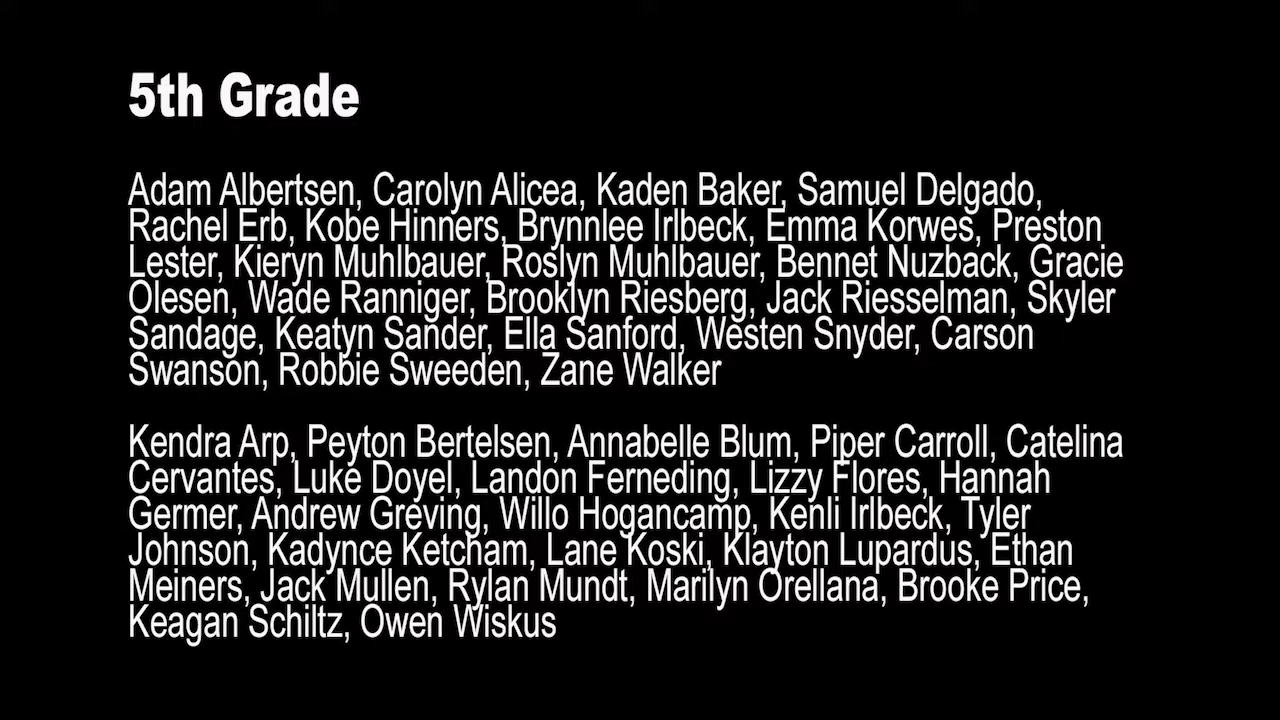 5th Grade
Adam Albertsen, Carolyn Alicea, Kaden Baker, Samuel Delgado,
Rachel Erb, Kobe Hinners, Brynnlee Irlbeck, Emma Korwes, Preston
Lester, Kieryn Muhlbauer, Roslyn Muhlbauer, Bennet Nuzback, Gracie
Olesen, Wade Ranniger, Brooklyn Riesberg, Jack Riesselman, Skyler
Sandage, Keatyn Sander, Ella Sanford, Westen Snyder, Carson
Swanson, Robbie Sweeden, Zane Walker
Kendra Arp, Peyton Bertelsen, Annabelle Blum, Piper Carroll, Catelina
Cervantes, Luke Doyel, Landon Ferneding, Lizzy Flores, Hannah
Germer, Andrew Greving, Willo Hogancamp, Kenli Irlbeck, Tyler
Johnson, Kadynce Ketcham, Lane Koski, Klayton Lupardus, Ethan
Meiners, Jack Mullen, Rylan Mundt, Marilyn Orellana, Brooke Price,
Keagan Schiltz, Owen Wiskus